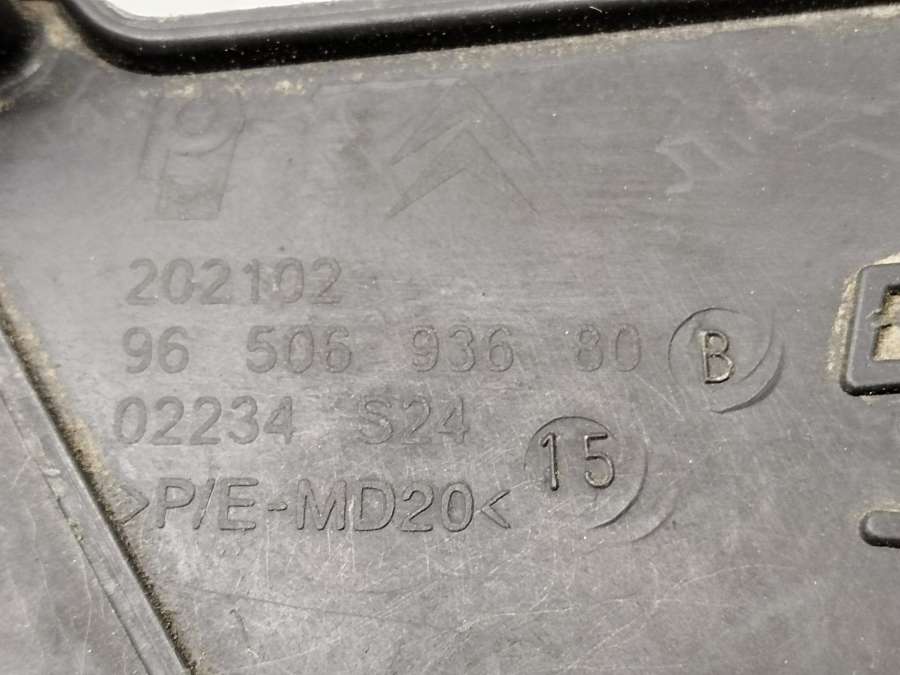 202102
96 506 936 80 B
02234 S24
15
>P/E-MD20<